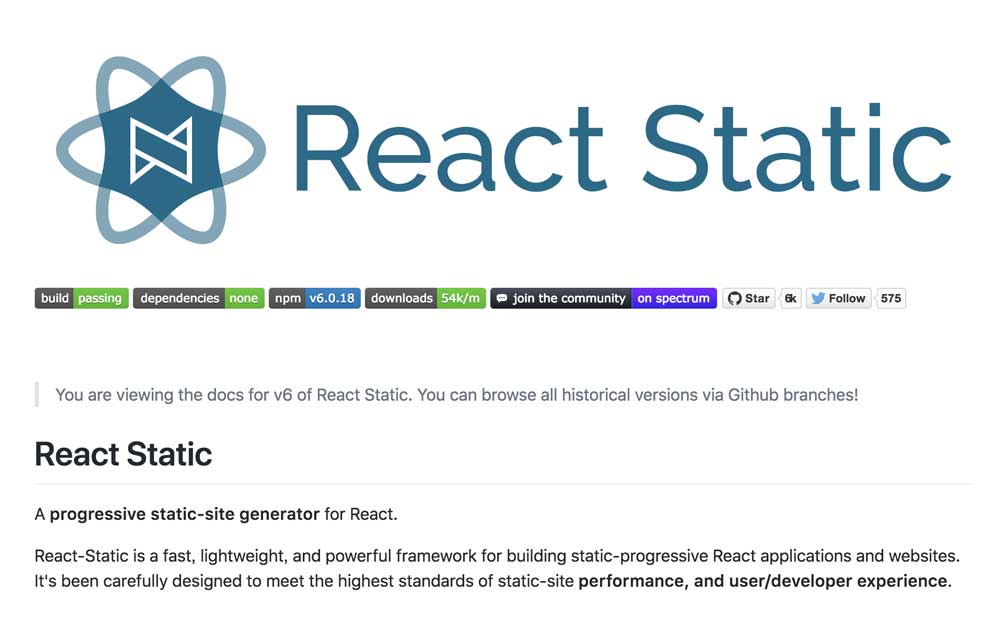 React Static
build passing dependencies none npm v6.0.18 downloads 54k/m join the community on spectrum Star 6k Follow 575
You are viewing the docs for v6 of React Static. You can browse all historical versions via Github branches!
React Static
A progressive static-site generator for React.
React-Static is a fast, lightweight, and powerful framework for building static-progressive React applications and websites.
It's been carefully designed to meet the highest standards of static-site performance, and user/developer experience.